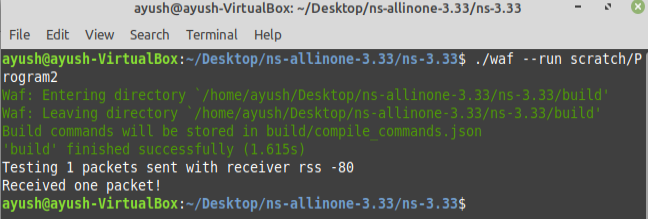 ayush@ayush-VirtualBox: ~/Desktop/ns-allinone-3.33/ns-3.33
File Edit View Search Terminal Help
ayush@ayush-VirtualBox:~/Desktop/ns-allinone-3.33/ns-3.33$ ./waf --run scratch/P
rogram2
Waf: Entering directory `/home/ayush/Desktop/ns-allinone-3.33/ns-3.33/build'
Waf: Leaving directory `/home/ayush/Desktop/ns-allinone-3.33/ns-3.33/build'
Build commands will be stored in build/compile_commands.json
'build' finished successfully (1.615s)
Testing 1 packets sent with receiver rss -80
Received one packet!
ayush@ayush-VirtualBox:~/Desktop/ns-allinone-3.33/ns-3.33$